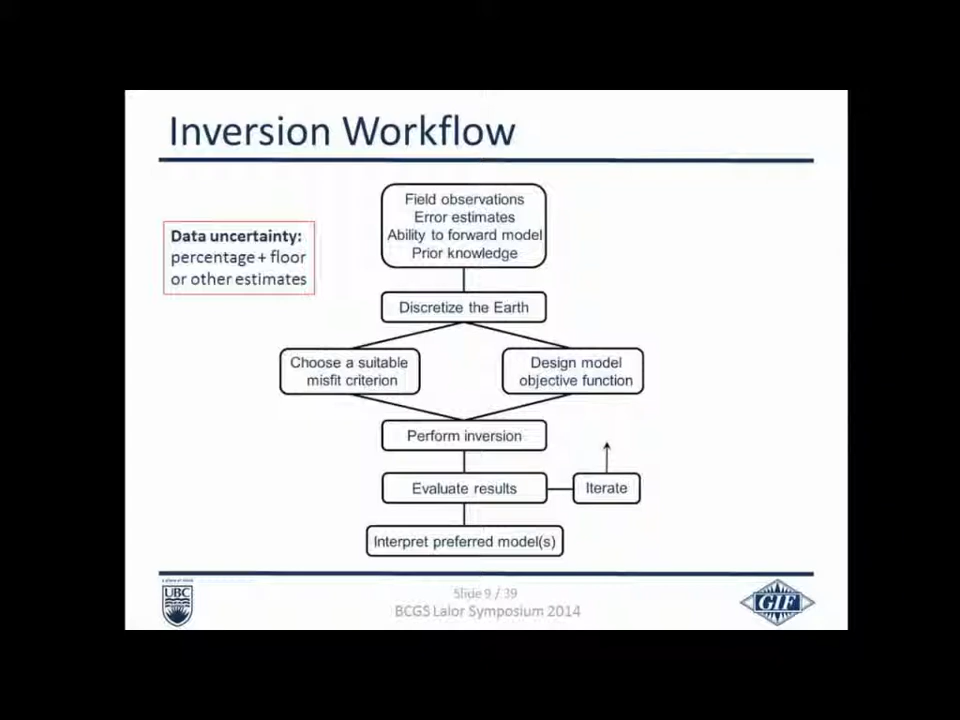 Inversion Workflow
Data uncertainty:
percentage + floor
or other estimates
Field observations
Error estimates
Ability to forward model
Prior knowledge
Discretize the Earth
Choose a suitable
misfit criterion
Design model
objective function
Perform inversion
Evaluate results
Iterate
Interpret preferred model(s)
UBC
Slide 9 / 39
BCGS Lalor Symposium 2014
GIF